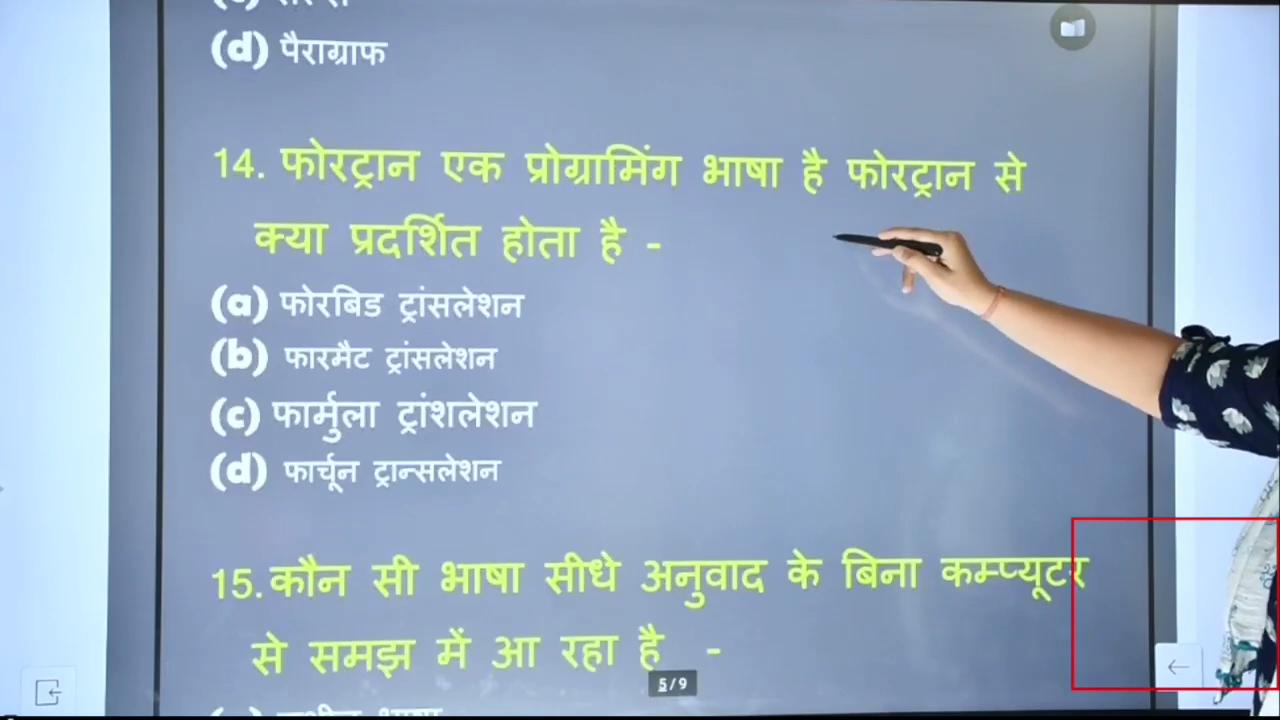 (d) पैराग्राफ
14. फोरट्रान एक प्रोग्रामिंग भाषा है फोरट्रान से
क्या प्रदर्शित होता है -
(a) फोरबिड ट्रांसलेशन
(b) फारमैट ट्रांसलेशन
(c) फार्मुला ट्रांशलेशन
(d) फार्चून ट्रान्सलेशन
15. कौन सी भाषा सीधे अनुवाद के बिना कम्प्यूटर
से समझ में आ रहा है -
5/9